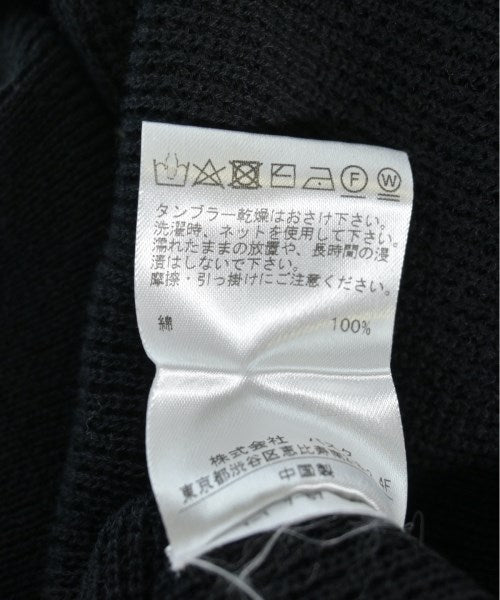 F W
タンブラー乾燥はおさけ下さい。
洗濯時、ネットを使用して下さい。
濡れたままの放置や、長時間の浸
漬はしないで下さい。
摩擦・引っ掛けにご注意ください。
綿 100%
株式会社
東京都渋谷区恵比寿
中国製